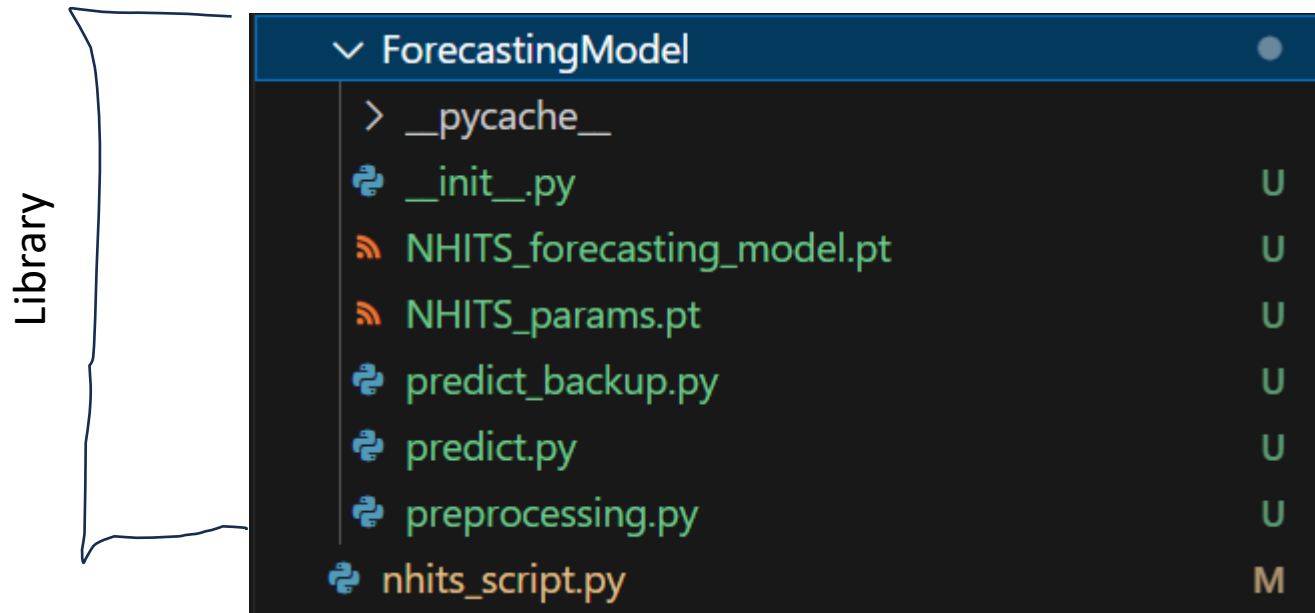 Library
ForecastingModel
__pycache__
__init__.py U
NHITS_forecasting_model.pt U
NHITS_params.pt U
predict_backup.py U
predict.py U
preprocessing.py U
nhits_script.py M